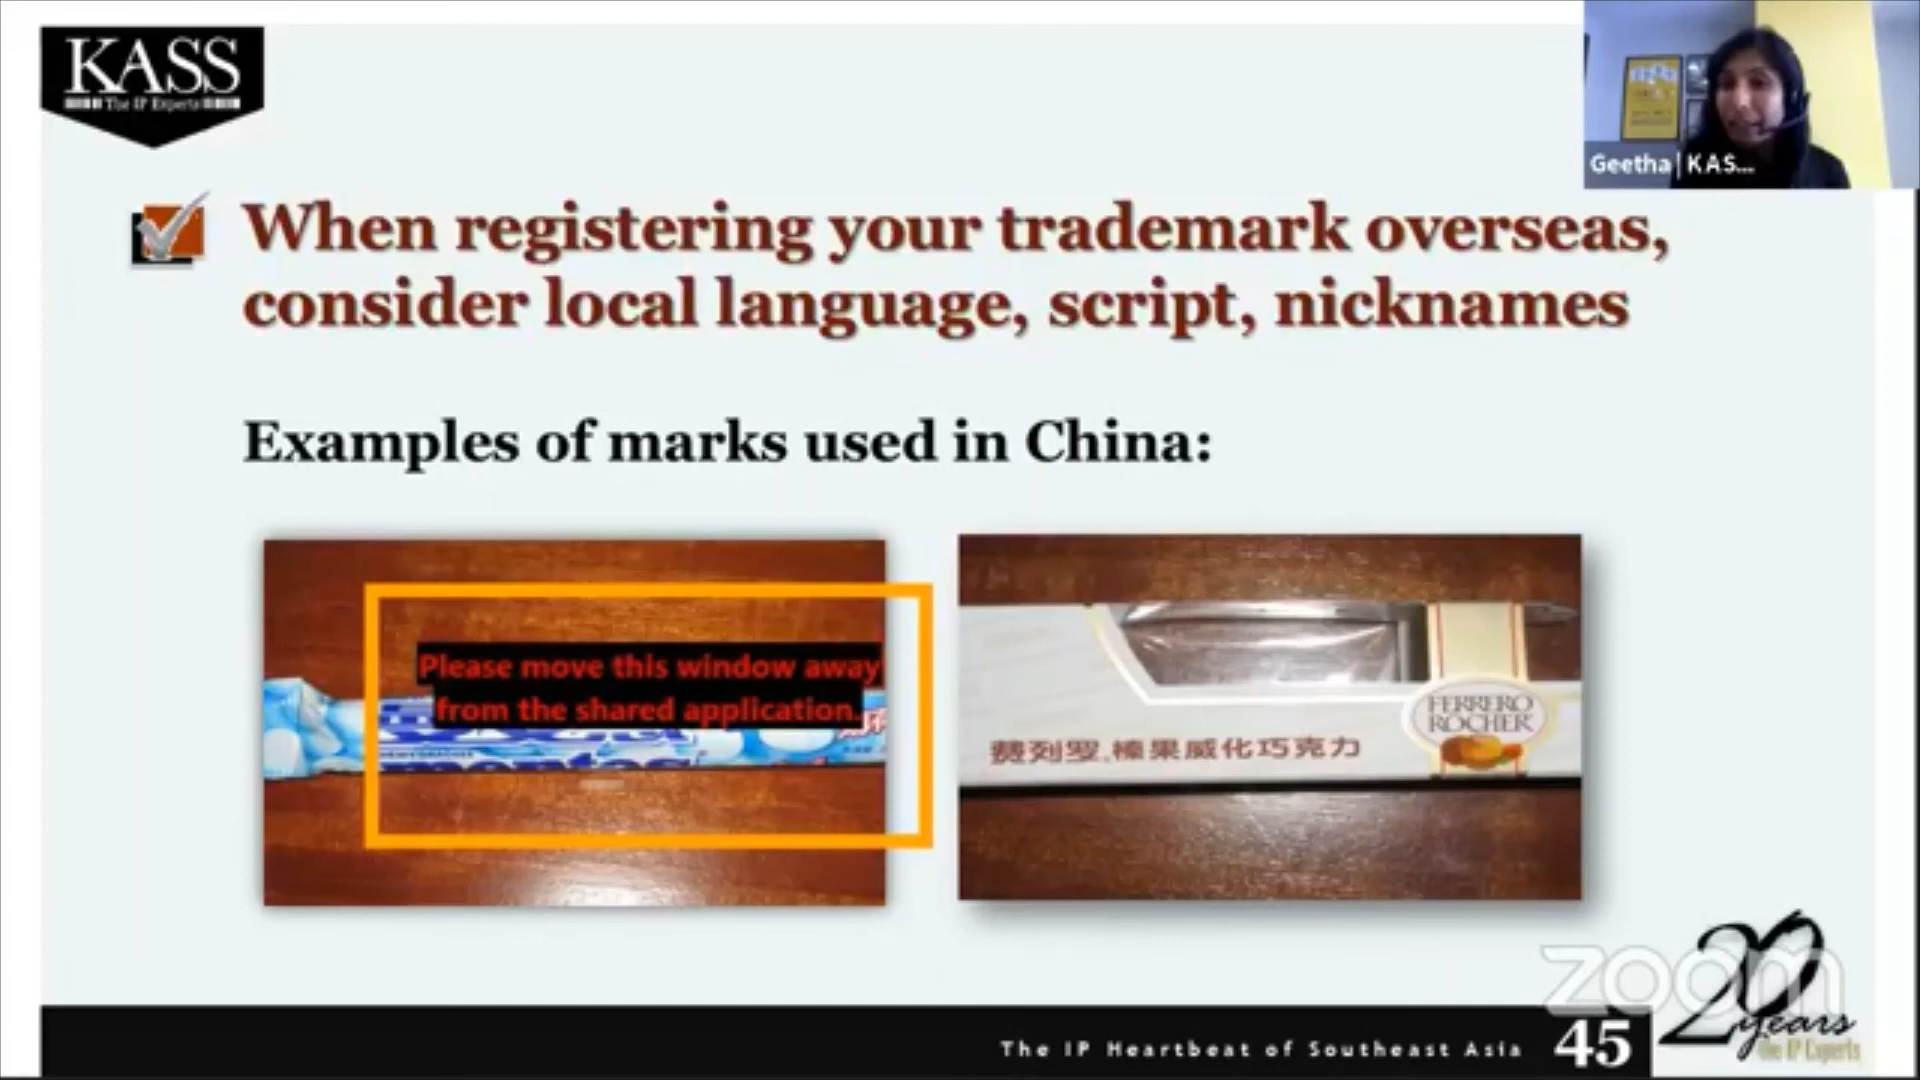 KASS
The IP Experts
Geetha | KAS...
When registering your trademark overseas,
consider local language, script, nicknames
Examples of marks used in China:
Please move this window away
from the shared application.
mentos
FERRERO
ROCHER
费列罗 榛果威化巧克力
zoom
20
years
The IP Experts
The IP Heartbeat of Southeast Asia
45